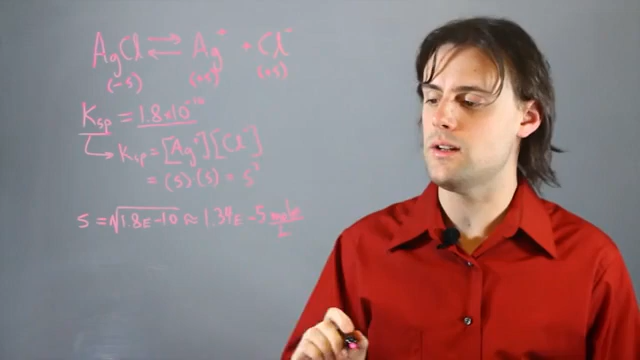 AgCl ⇌ Ag⁺ + Cl⁻
(-s) (+s) (+s)
Ksp = 1.8×10⁻¹⁰
Ksp = [Ag⁺][Cl⁻]
= (s)(s) = s²
s = √1.8E-10 ≈ 1.34E-5 mole/L